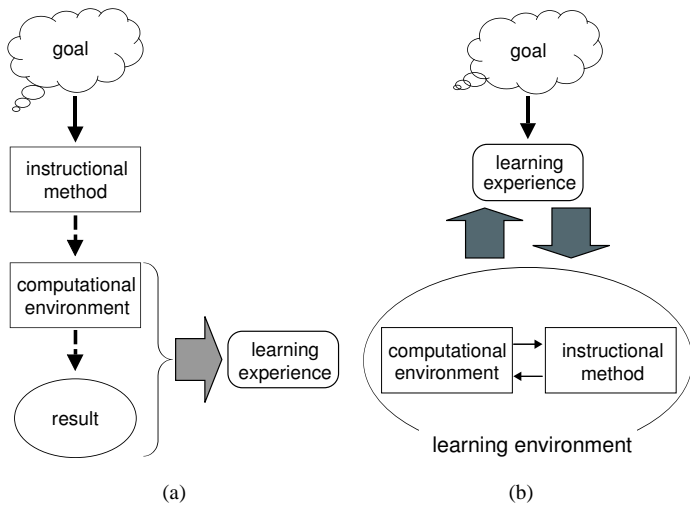 goal
instructional
method
computational
environment
result
learning
experience
(a)
goal
learning
experience
computational
environment
instructional
method
learning environment
(b)